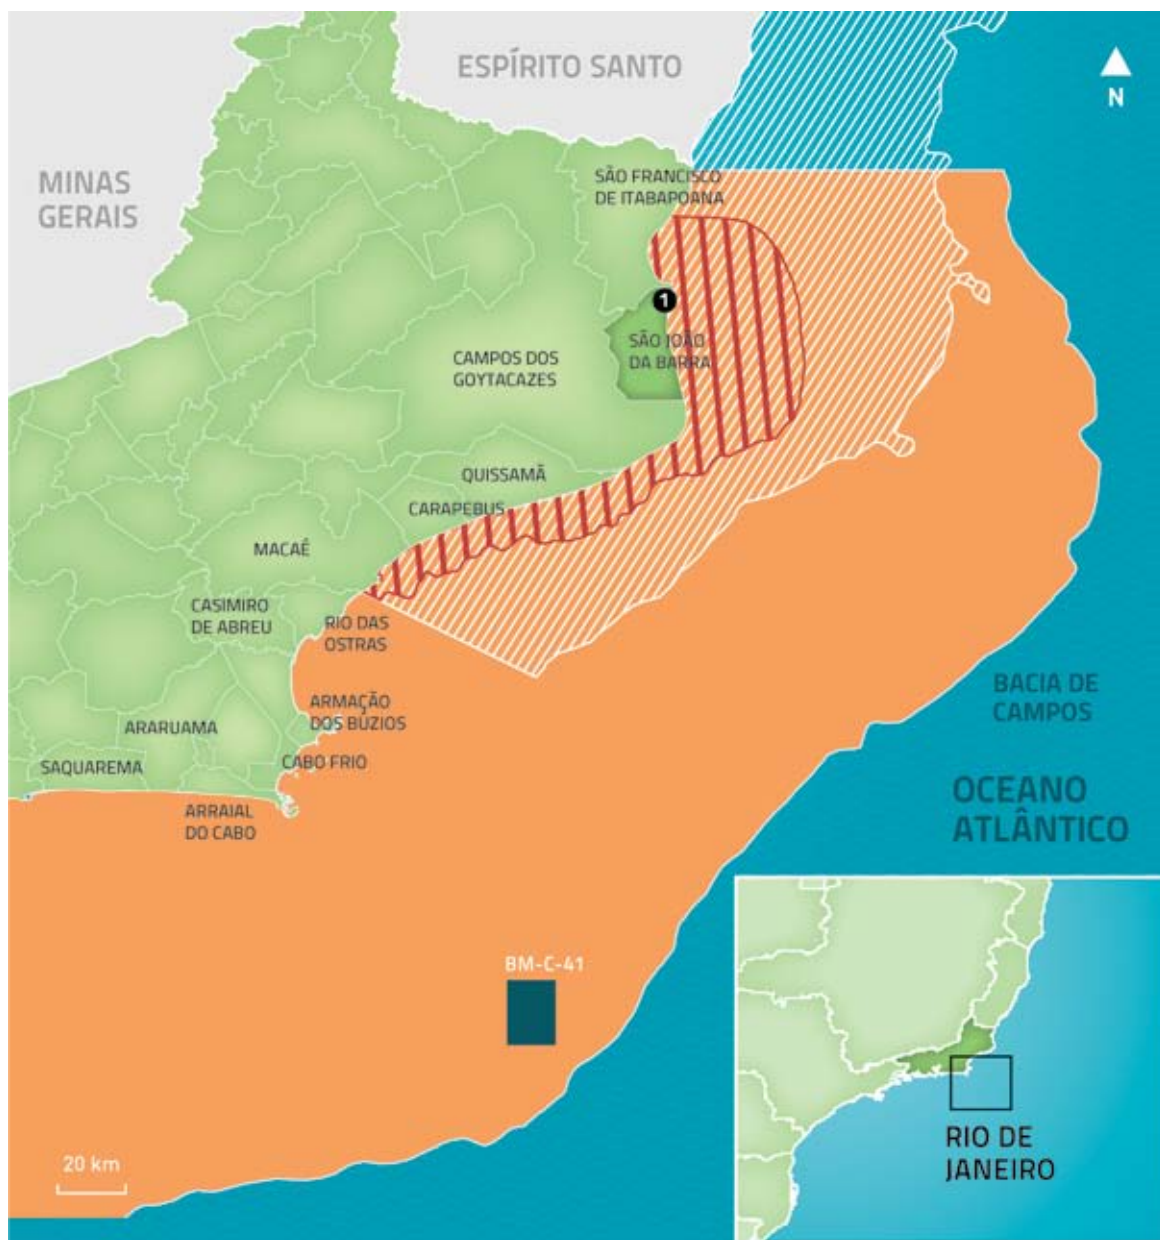 ESPÍRITO SANTO
N
MINAS
GERAIS
SÃO FRANCISCO
DE ITABAPOANA
1
SÃO JOÃO
DA BARRA
CAMPOS DOS
GOYTACAZES
QUISSAMÃ
CARAPEBUS
MACAÉ
CASIMIRO
DE ABREU
RIO DAS
OSTRAS
ARMAÇÃO
DOS BÚZIOS
ARARUAMA
SAQUAREMA
CABO FRIO
ARRAIAL
DO CABO
BACIA DE
CAMPOS
OCEANO
ATLÂNTICO
BM-C-41
20 km
RIO DE
JANEIRO